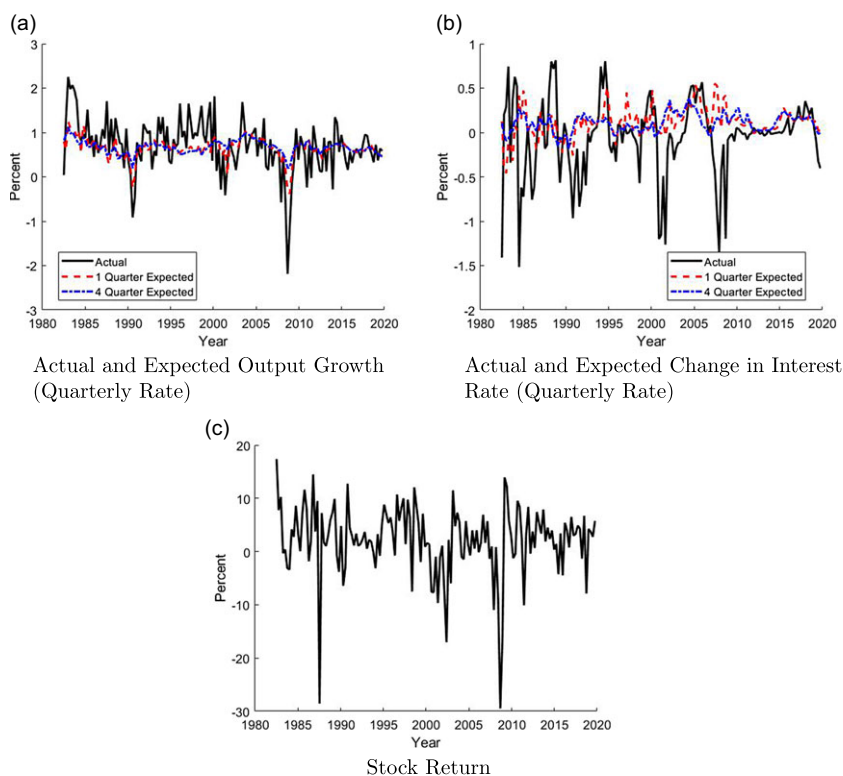 (a)
3
2
1
0
-1
-2
-3
Percent
Actual
1 Quarter Expected
4 Quarter Expected
1980 1985 1990 1995 2000 2005 2010 2015 2020
Year
Actual and Expected Output Growth
(Quarterly Rate)
(b)
1
0.5
0
-0.5
-1
-1.5
-2
Percent
Actual
1 Quarter Expected
4 Quarter Expected
1980 1985 1990 1995 2000 2005 2010 2015 2020
Year
Actual and Expected Change in Interest
Rate (Quarterly Rate)
(c)
20
10
0
-10
-20
-30
Percent
1980 1985 1990 1995 2000 2005 2010 2015 2020
Year
Stock Return